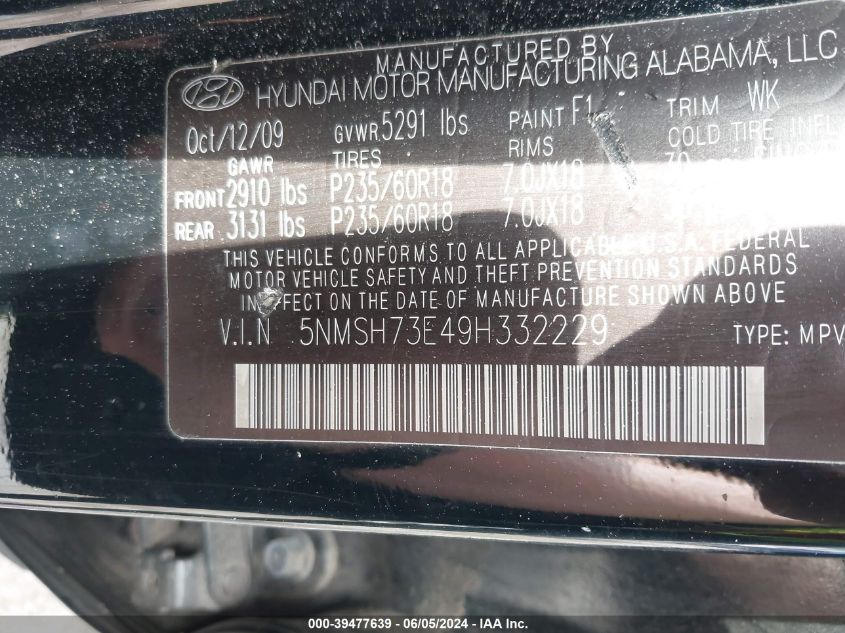 MANUFACTURED BY
HYUNDAI MOTOR MANUFACTURING ALABAMA, LLC
Oct/12/09 GVWR 5291 lbs PAINT F1 TRIM WK
GAWR TIRES RIMS COLD TIRE INFL
FRONT 2910 lbs P235/60R18 7.0JX18
REAR 3131 lbs P235/60R18 7.0JX18
THIS VEHICLE CONFORMS TO ALL APPLICABLE U.S.A. FEDERAL
MOTOR VEHICLE SAFETY AND THEFT PREVENTION STANDARDS
IN EFFECT ON THE DATE OF MANUFACTURE SHOWN ABOVE
V.I.N 5NMSH73E49H332229 TYPE: MPV
000-39477639 - 06/05/2024 - IAA Inc.